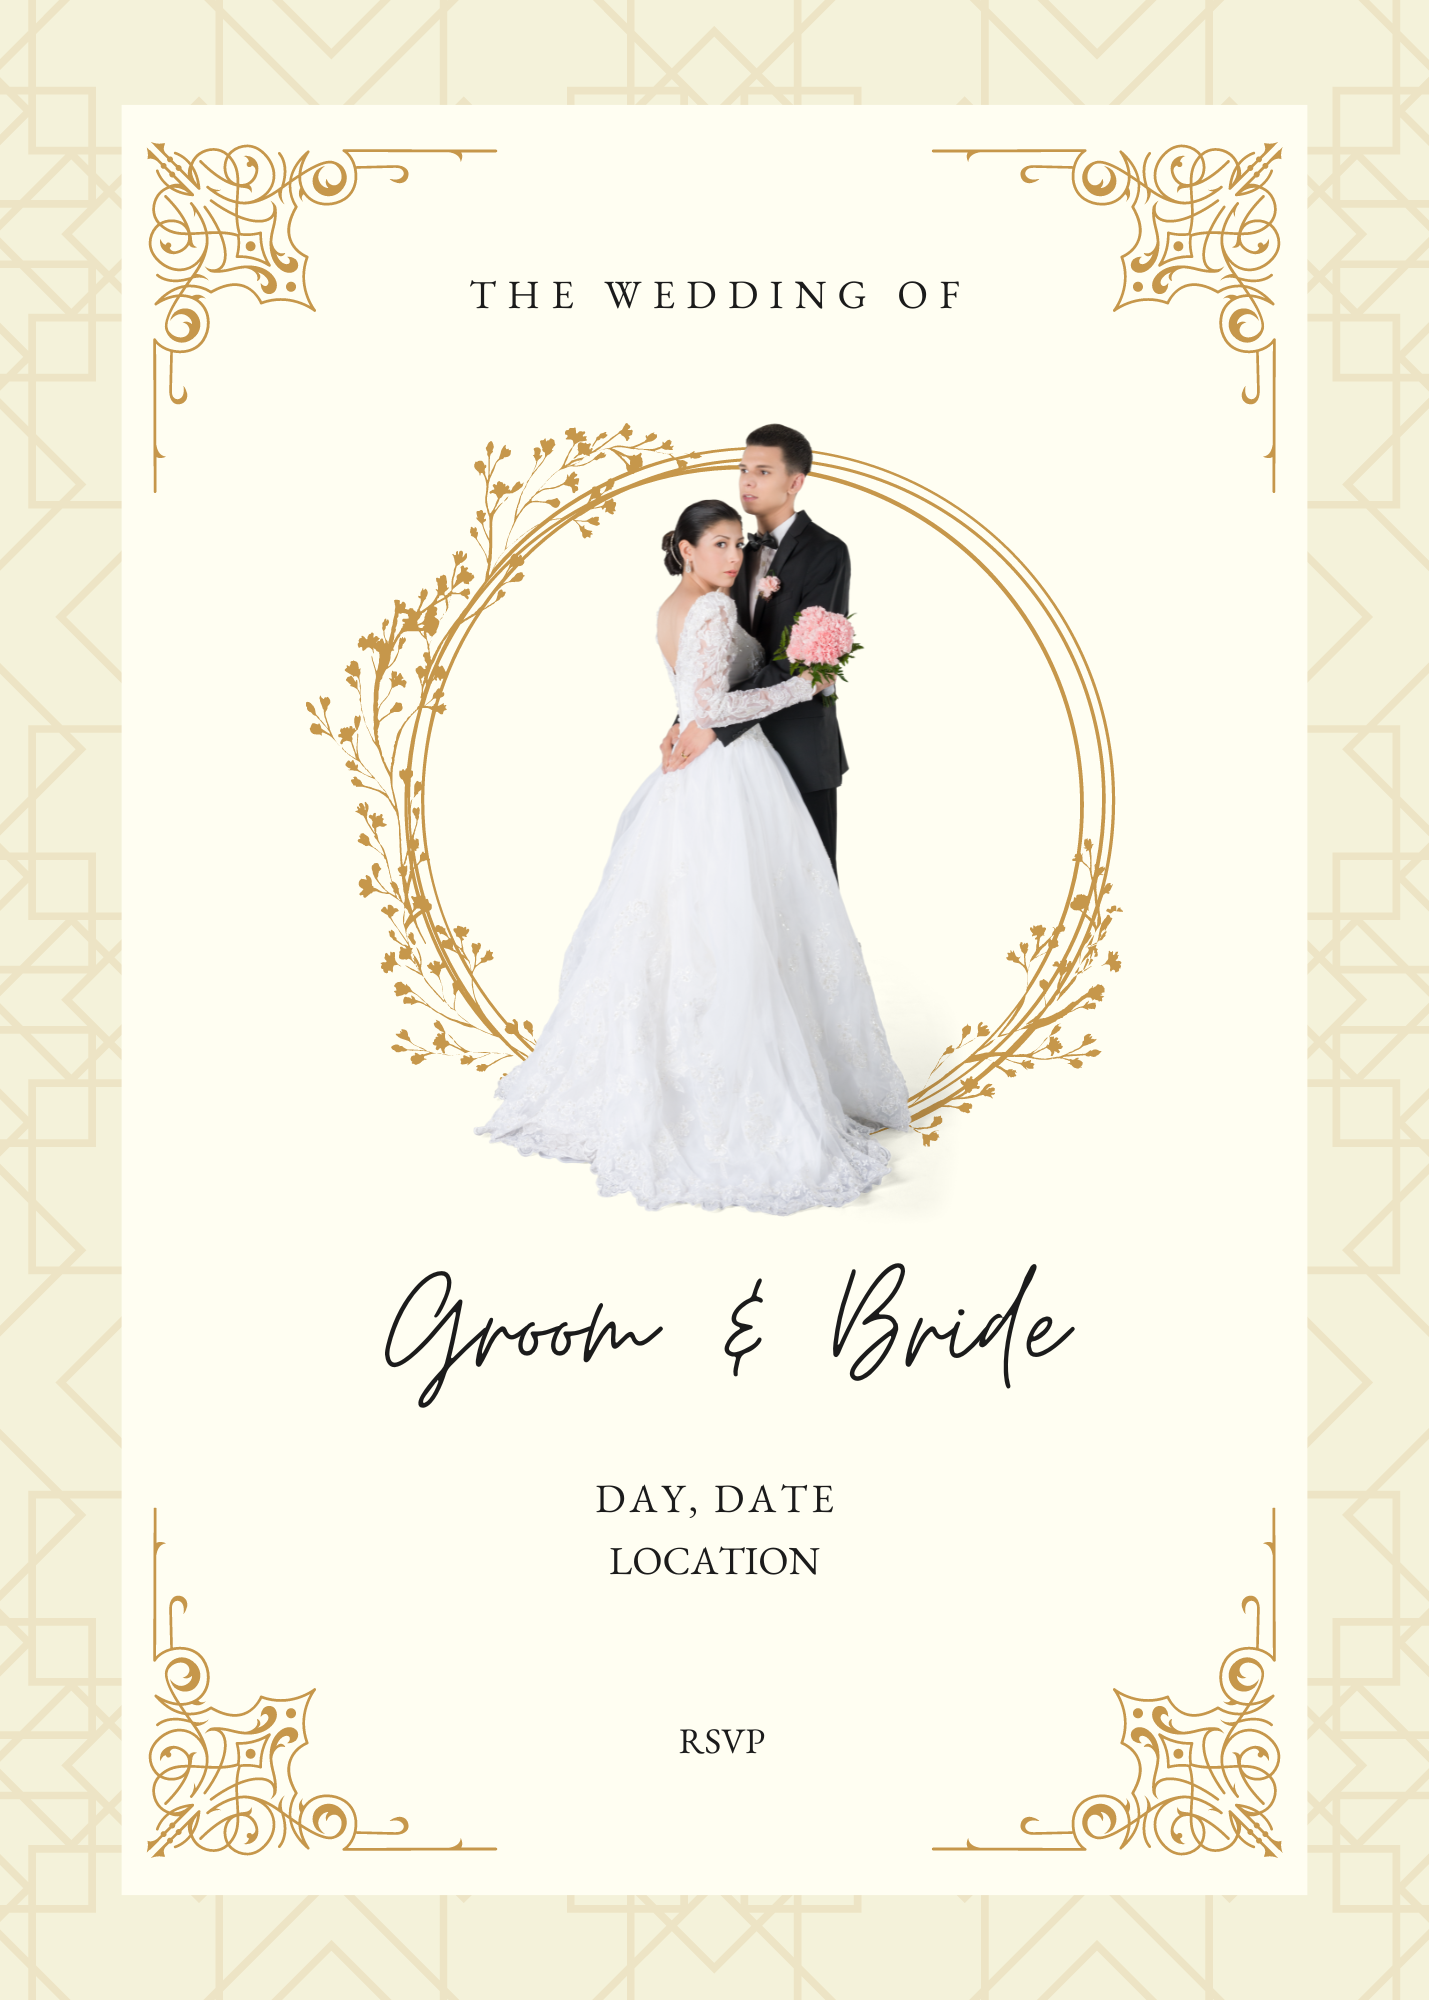 THE WEDDING OF
Groom & Bride
DAY, DATE
LOCATION
RSVP